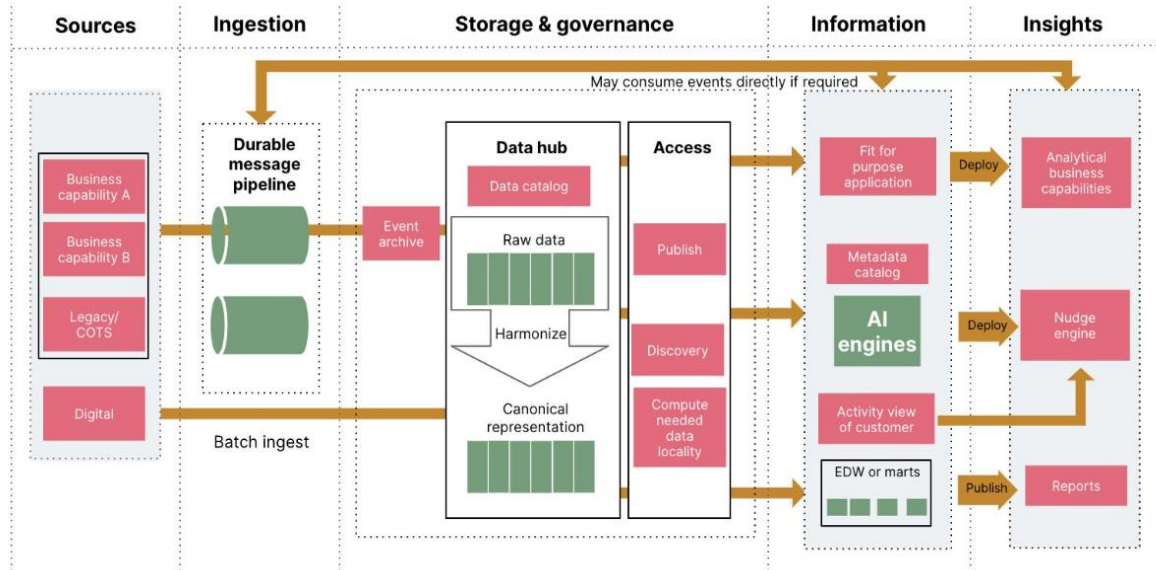 Sources
Ingestion
Storage & governance
Information
Insights
May consume events directly if required
Business
capability A
Business
capability B
Legacy/
COTS
Digital
Durable
message
pipeline
Batch ingest
Event
archive
Data hub
Data catalog
Raw data
Harmonize
Canonical
representation
Access
Publish
Discovery
Compute
needed
data
locality
Fit for
purpose
application
Metadata
catalog
AI
engines
Activity view
of customer
EDW or marts
Deploy
Deploy
Publish
Analytical
business
capabilities
Nudge
engine
Reports